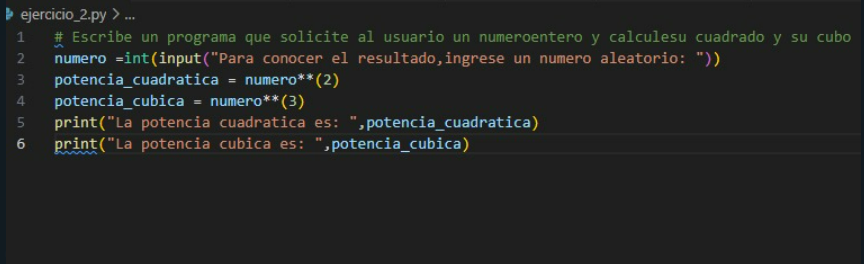 ejercicio_2.py > ...
1 # Escribe un programa que solicite al usuario un numeroentero y calculesu cuadrado y su cubo
2 numero =int(input("Para conocer el resultado,ingrese un numero aleatorio: "))
3 potencia_cuadratica = numero**(2)
4 potencia_cubica = numero**(3)
5 print("La potencia cuadratica es: ",potencia_cuadratica)
6 print("La potencia cubica es: ",potencia_cubica)